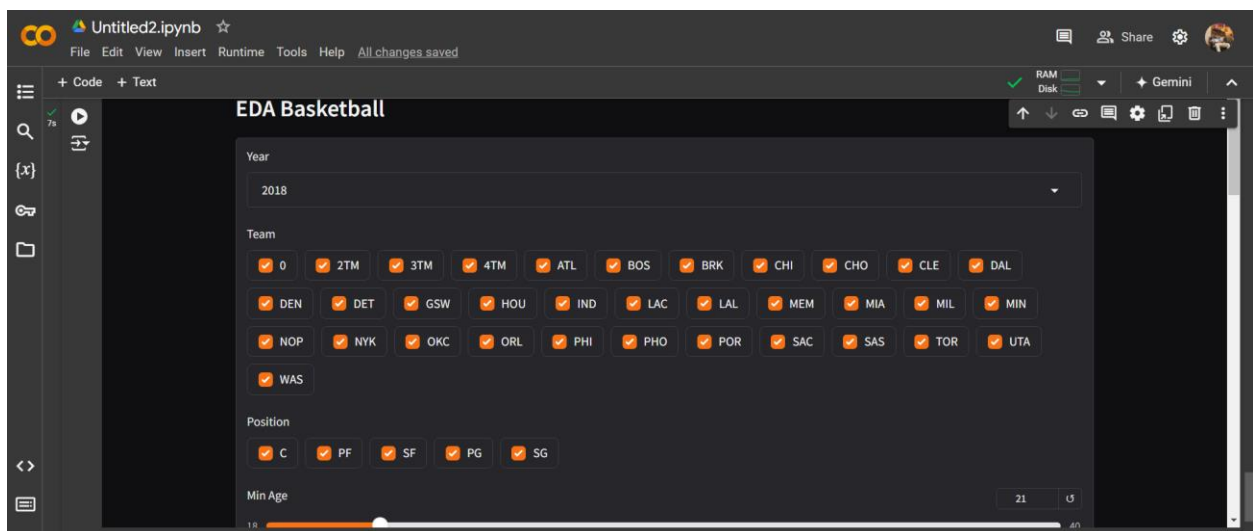 Untitled2.ipynb
File Edit View Insert Runtime Tools Help All changes saved
Share
+ Code + Text
RAM
Disk
Gemini
7s
EDA Basketball
{x}
Year
2018
Team
0 2TM 3TM 4TM ATL BOS BRK CHI CHO CLE DAL
DEN DET GSW HOU IND LAC LAL MEM MIA MIL MIN
NOP NYK OKC ORL PHI PHO POR SAC SAS TOR UTA
WAS
Position
C PF SF PG SG
Min Age
21
18 40